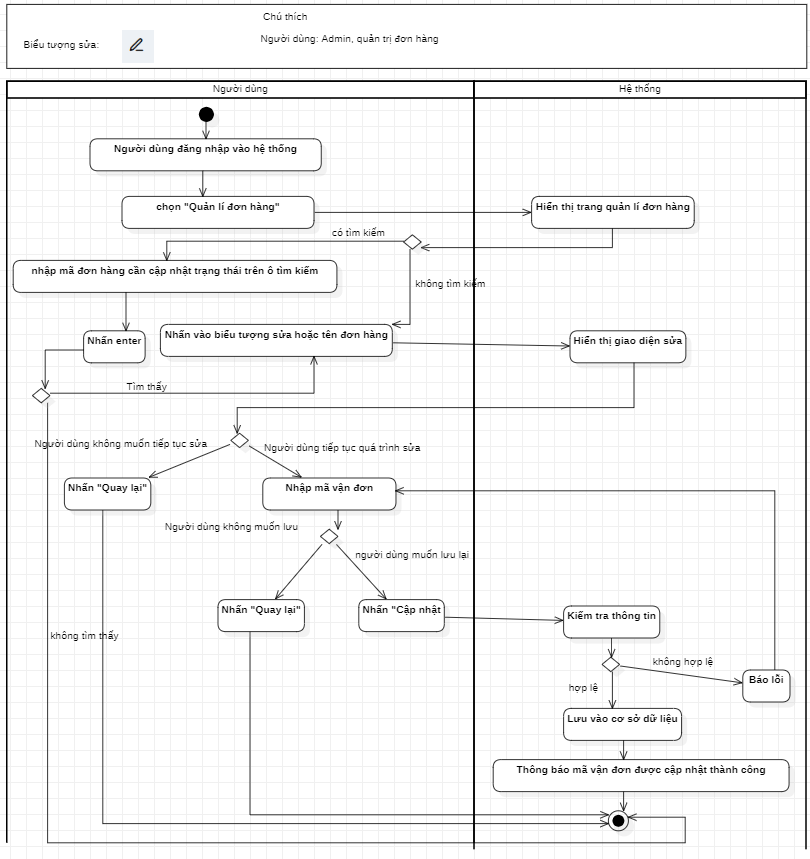 Chú thích
Biểu tượng sửa:
Người dùng: Admin, quản trị đơn hàng
Người dùng
Hệ thống
Người dùng đăng nhập vào hệ thống
chọn "Quản lí đơn hàng"
Hiển thị trang quản lí đơn hàng
có tìm kiếm
nhập mã đơn hàng cần cập nhật trạng thái trên ô tìm kiếm
không tìm kiếm
Nhấn enter
Nhấn vào biểu tượng sửa hoặc tên đơn hàng
Hiển thị giao diện sửa
Tìm thấy
Người dùng không muốn tiếp tục sửa
Người dùng tiếp tục quá trình sửa
Nhấn "Quay lại"
Nhập mã vận đơn
Người dùng không muốn lưu
người dùng muốn lưu lại
Nhấn "Quay lại"
Nhấn "Cập nhật
Kiểm tra thông tin
không tìm thấy
không hợp lệ
Báo lỗi
hợp lệ
Lưu vào cơ sở dữ liệu
Thông báo mã vận đơn được cập nhật thành công